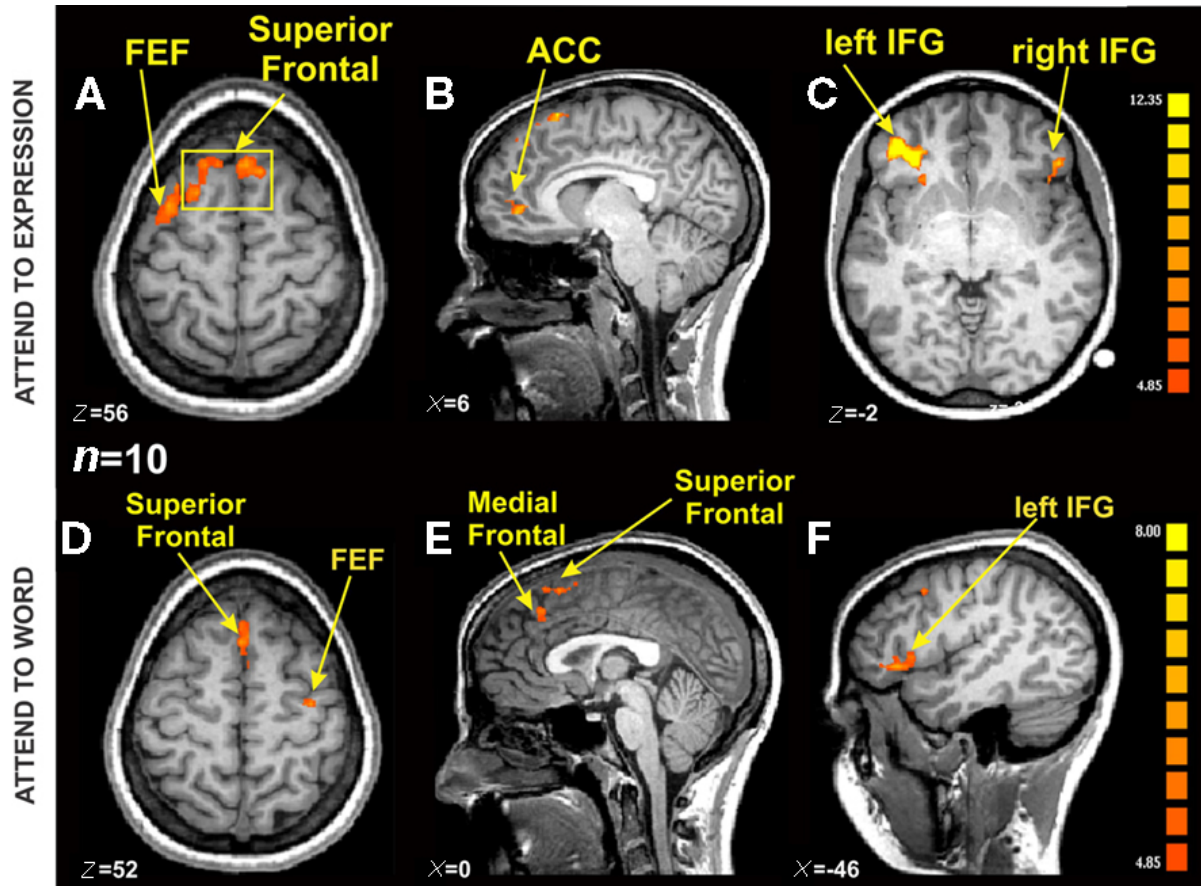 ATTEND TO EXPRESSION
A
FEF
Superior
Frontal
Z=56
B
ACC
X=6
C
left IFG
right IFG
Z=-2
12.35
4.85
n=10
ATTEND TO WORD
D
Superior
Frontal
FEF
Z=52
E
Medial
Frontal
Superior
Frontal
X=0
F
left IFG
X=-46
8.00
4.85